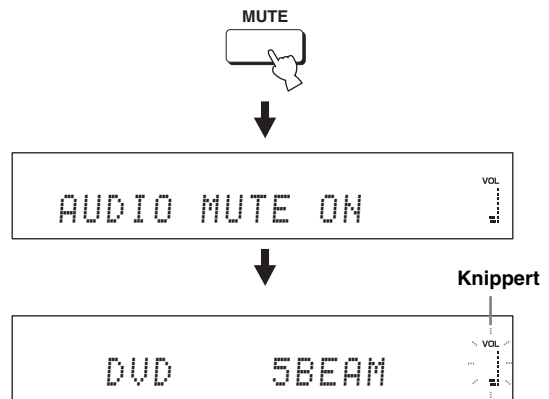 MUTE
VOL
AUDIO MUTE ON
Knippert
VOL
DVD 5BEAM